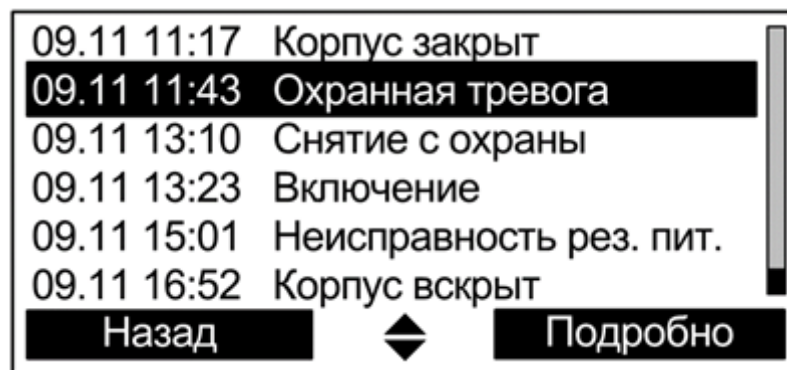 09.11 11:17 Корпус закрыт
09.11 11:43 Охранная тревога
09.11 13:10 Снятие с охраны
09.11 13:23 Включение
09.11 15:01 Неисправность рез. пит.
09.11 16:52 Корпус вскрыт
Назад Подробно